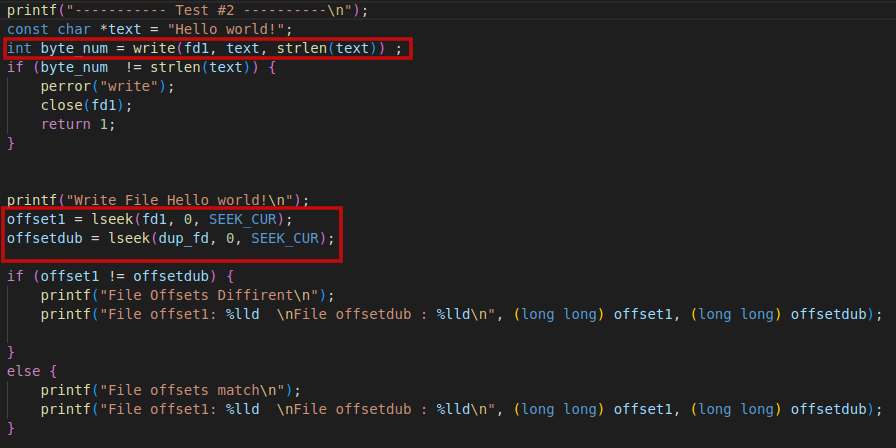 printf("----------- Test #2 ----------\n");
const char *text = "Hello world!";
int byte_num = write(fd1, text, strlen(text)) ;
if (byte_num  != strlen(text)) {
    perror("write");
    close(fd1);
    return 1;
}
printf("Write File Hello world!\n");
offset1 = lseek(fd1, 0, SEEK_CUR);
offsetdub = lseek(dup_fd, 0, SEEK_CUR);
if (offset1 != offsetdub) {
    printf("File Offsets Diffirent\n");
    printf("File offset1: %lld  \nFile offsetdub : %lld\n", (long long) offset1, (long long) offsetdub);
}
else {
    printf("File offsets match\n");
    printf("File offset1: %lld  \nFile offsetdub : %lld\n", (long long) offset1, (long long) offsetdub);
}